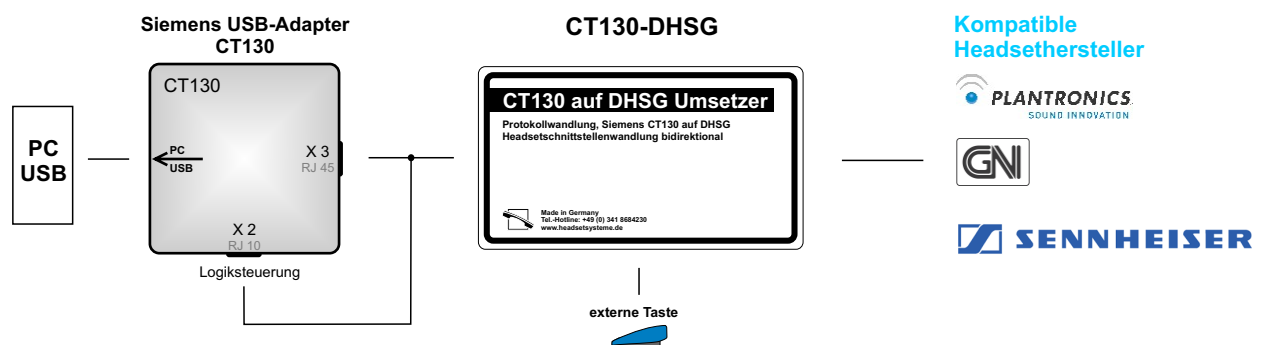 Siemens USB-Adapter
CT130
CT130-DHSG
Kompatible
Headsethersteller
CT130
PC
USB
PC
USB
X 3
RJ 45
X 2
RJ 10
Logiksteuerung
CT130 auf DHSG Umsetzer
Protokollwandlung, Siemens CT130 auf DHSG
Headsetschnittstellenwandlung bidirektional
Made in Germany
Tel.-Hotline: +49 (0) 341 8684230
www.headsetsysteme.de
externe Taste
PLANTRONICS
SOUND INNOVATION
GN
SENNHEISER